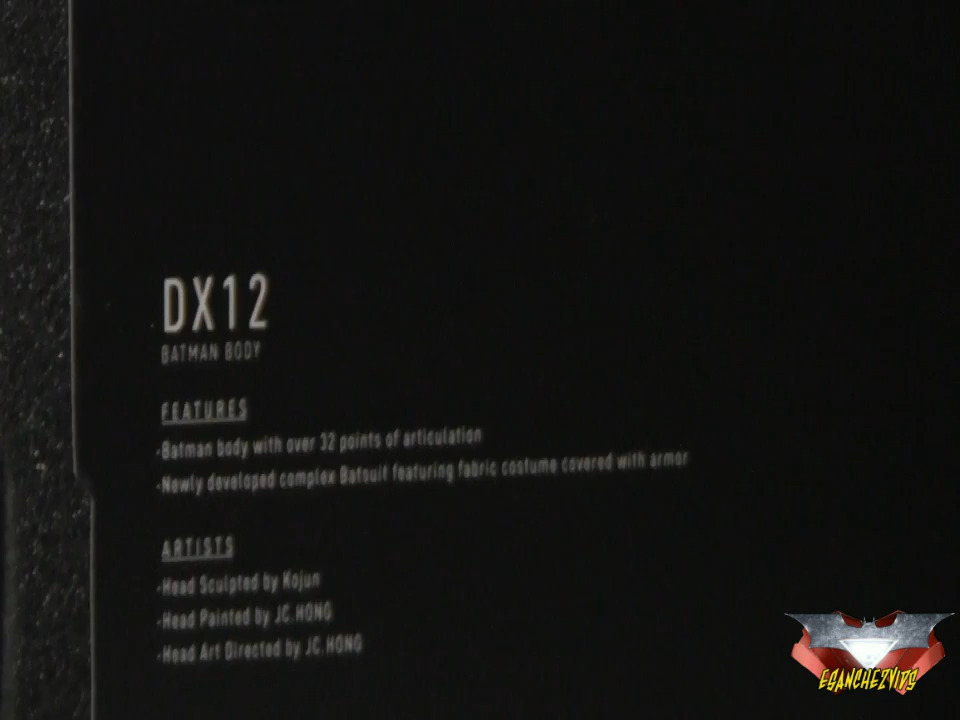 DX12
BATMAN BODY
FEATURES
-Batman body with over 32 points of articulation
-Newly developed complex Batsuit featuring fabric costume covered with armor
ARTISTS
-Head Sculpted by Kojun
-Head Painted by JC.HONG
-Head Art Directed by JC.HONG
ESANCHEZVIDS